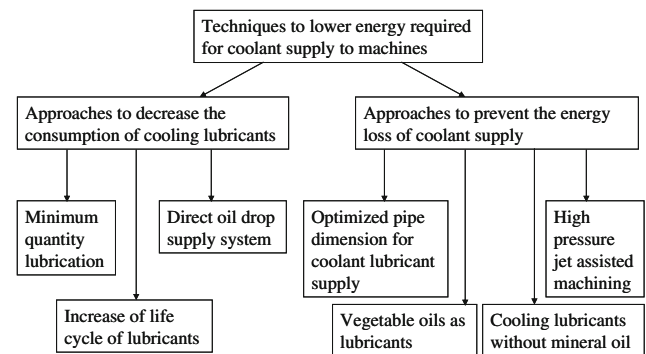 Techniques to lower energy required
for coolant supply to machines
Approaches to decrease the
consumption of cooling lubricants
Approaches to prevent the energy
loss of coolant supply
Minimum
quantity
lubrication
Direct oil drop
supply system
Optimized pipe
dimension for
coolant lubricant
supply
High
pressure
jet assisted
machining
Increase of life
cycle of lubricants
Vegetable oils as
lubricants
Cooling lubricants
without mineral oil